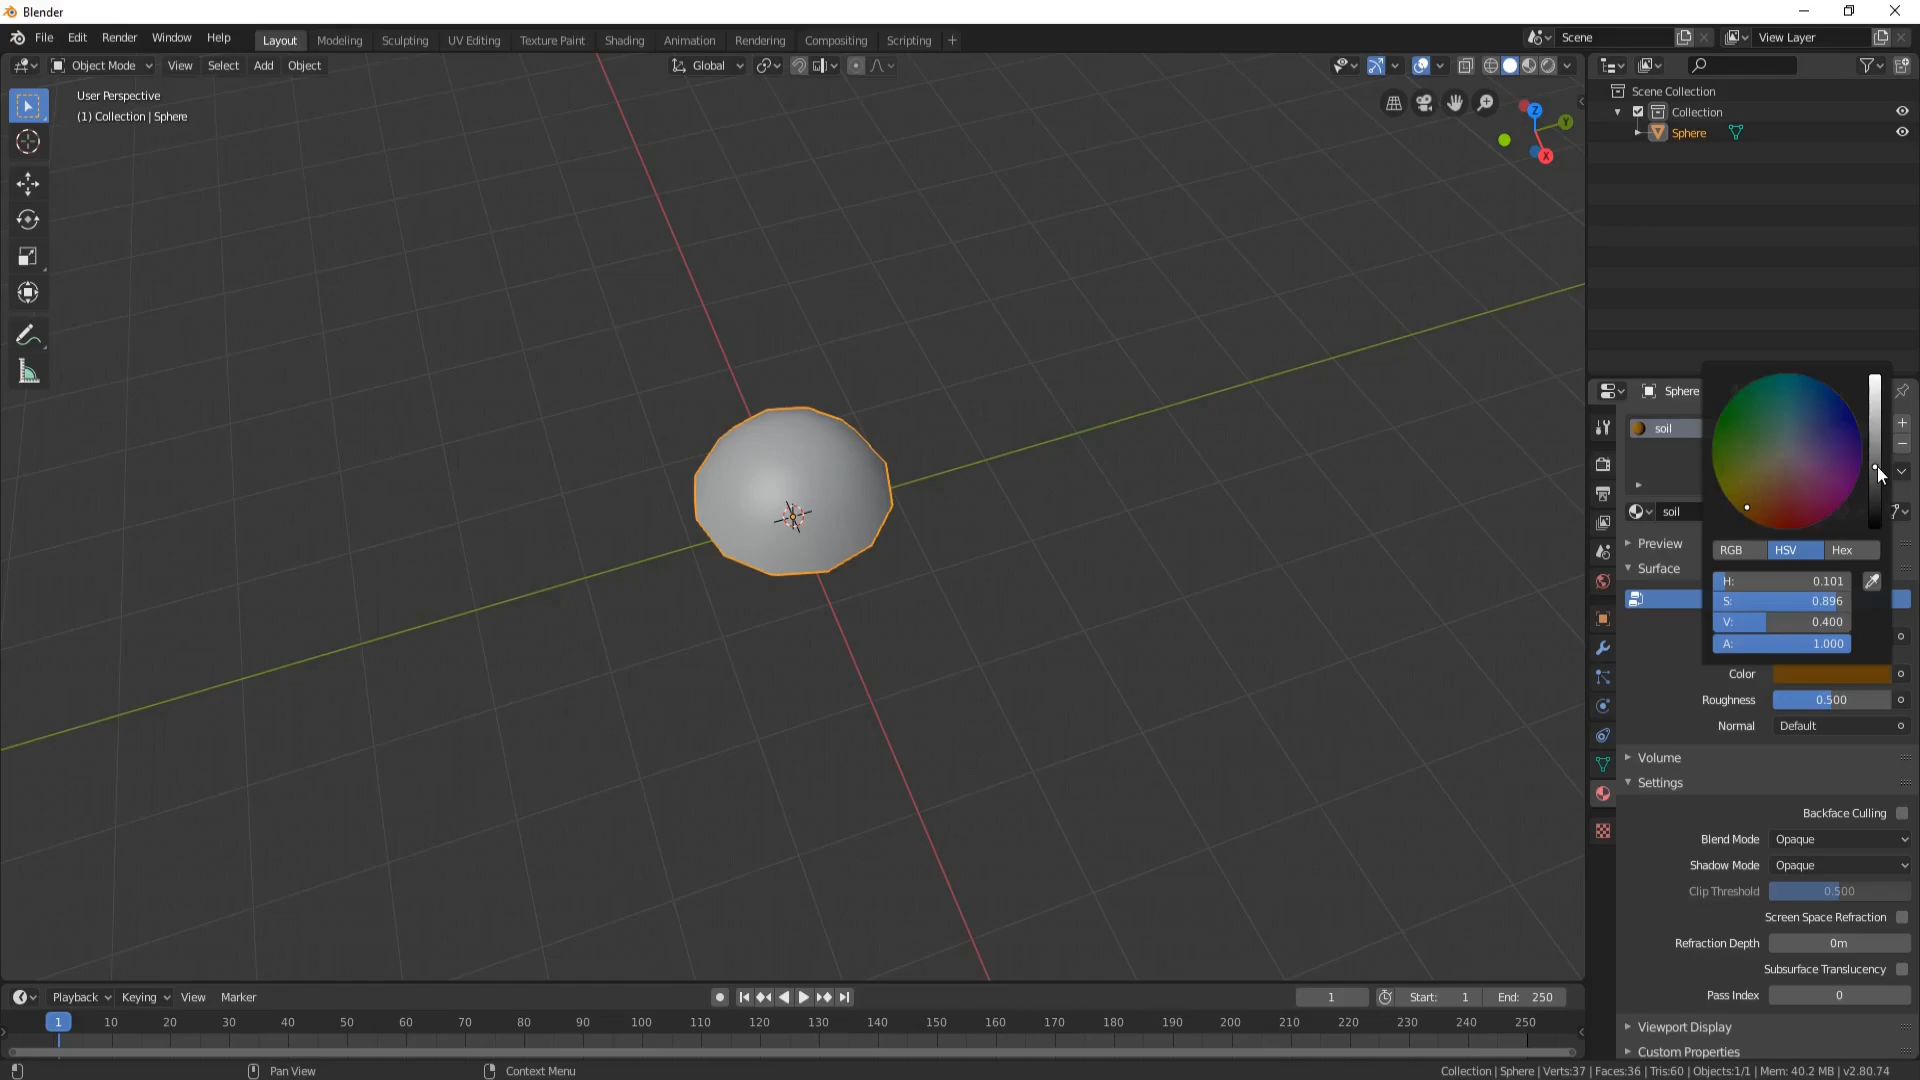 Blender
File Edit Render Window Help
Layout Modeling Sculpting UV Editing Texture Paint Shading Animation Rendering Compositing Scripting +
Scene
View Layer
Object Mode View Select Add Object
Global
User Perspective
(1) Collection | Sphere
Z
Y
X
Scene Collection
Collection
Sphere
Sphere
soil
soil
RGB HSV Hex
H: 0.101
S: 0.896
V: 0.400
A: 1.000
Preview
Surface
Color
Roughness 0.500
Normal Default
Volume
Settings
Backface Culling
Blend Mode Opaque
Shadow Mode Opaque
Clip Threshold 0.500
Screen Space Refraction
Refraction Depth 0m
Subsurface Translucency
Pass Index 0
Viewport Display
Custom Properties
Playback Keying View Marker
1 Start: 1 End: 250
1 10 20 30 40 50 60 70 80 90 100 110 120 130 140 150 160 170 180 190 200 210 220 230 240 250
Pan View
Context Menu
Collection | Sphere | Verts:37 | Faces:36 | Tris:60 | Objects:1/1 | Mem: 40.2 MB | v2.80.74